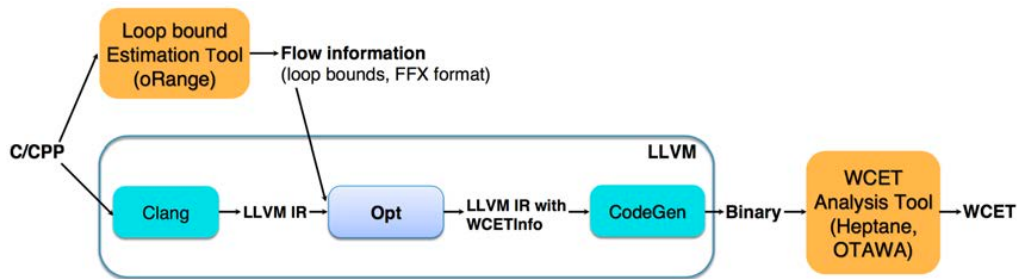 Loop bound
Estimation Tool
(oRange)
Flow information
(loop bounds, FFX format)
C/CPP
LLVM
Clang
LLVM IR
Opt
LLVM IR with
WCETInfo
CodeGen
Binary
WCET
Analysis Tool
(Heptane,
OTAWA)
WCET